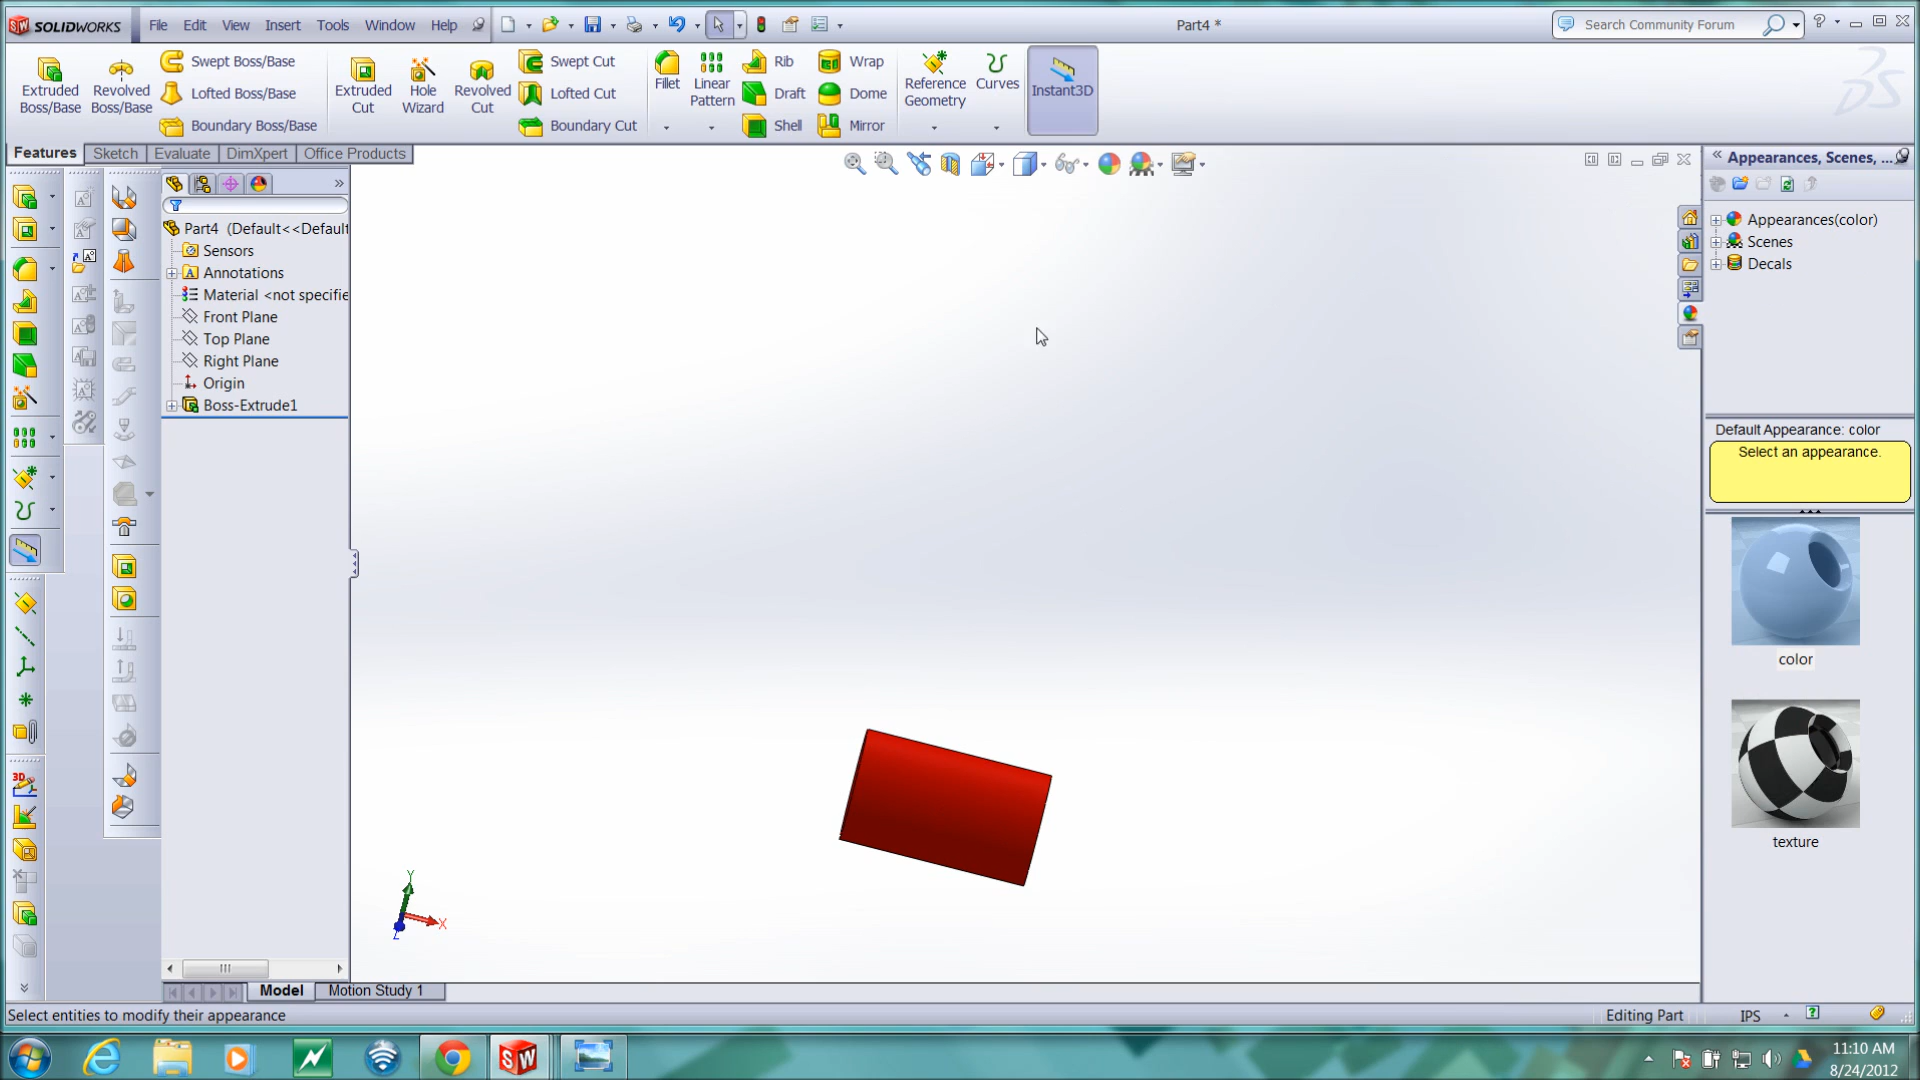 SOLIDWORKS File Edit View Insert Tools Window Help Part4 * Search Community Forum
Extruded Boss/Base
Revolved Boss/Base
Swept Boss/Base
Lofted Boss/Base
Boundary Boss/Base
Extruded Cut
Hole Wizard
Revolved Cut
Swept Cut
Lofted Cut
Boundary Cut
Fillet
Linear Pattern
Rib
Draft
Shell
Wrap
Dome
Mirror
Reference Geometry
Curves
Instant3D
Features Sketch Evaluate DimXpert Office Products
Part4 (Default<<Default
Sensors
Annotations
Material <not specifie
Front Plane
Top Plane
Right Plane
Origin
Boss-Extrude1
Y
X
Z
Model Motion Study 1
Appearances, Scenes, ...
Appearances(color)
Scenes
Decals
Default Appearance: color
Select an appearance.
color
texture
Select entities to modify their appearance Editing Part IPS
11:10 AM
8/24/2012